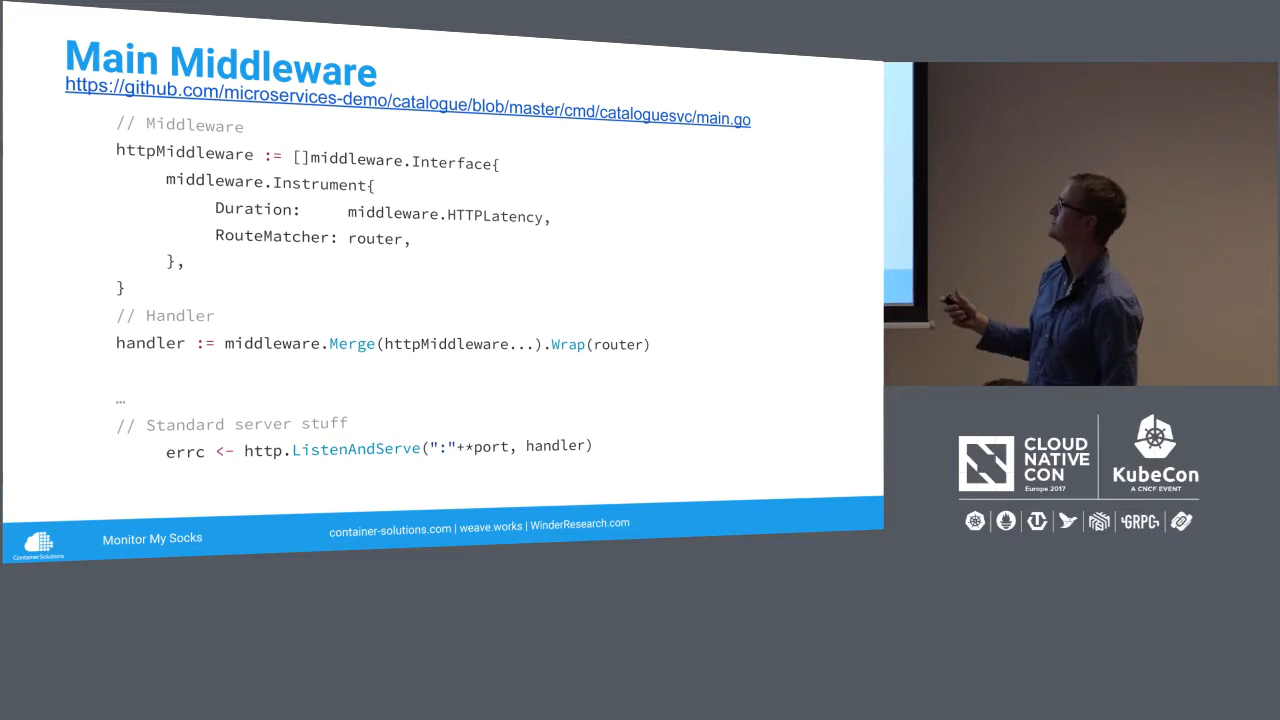 Main Middleware
https://github.com/microservices-demo/catalogue/blob/master/cmd/cataloguesvc/main.go
// Middleware
httpMiddleware := []middleware.Interface{
middleware.Instrument{
Duration: middleware.HTTPLatency,
RouteMatcher: router,
},
}
// Handler
handler := middleware.Merge(httpMiddleware...).Wrap(router)
…
// Standard server stuff
errc <- http.ListenAndServe(":"+*port, handler)
ContainerSolutions
Monitor My Socks
container-solutions.com | weave.works | WinderResearch.com
CLOUD
NATIVE
CON
Europe 2017
KubeCon
A CNCF EVENT
GRPC